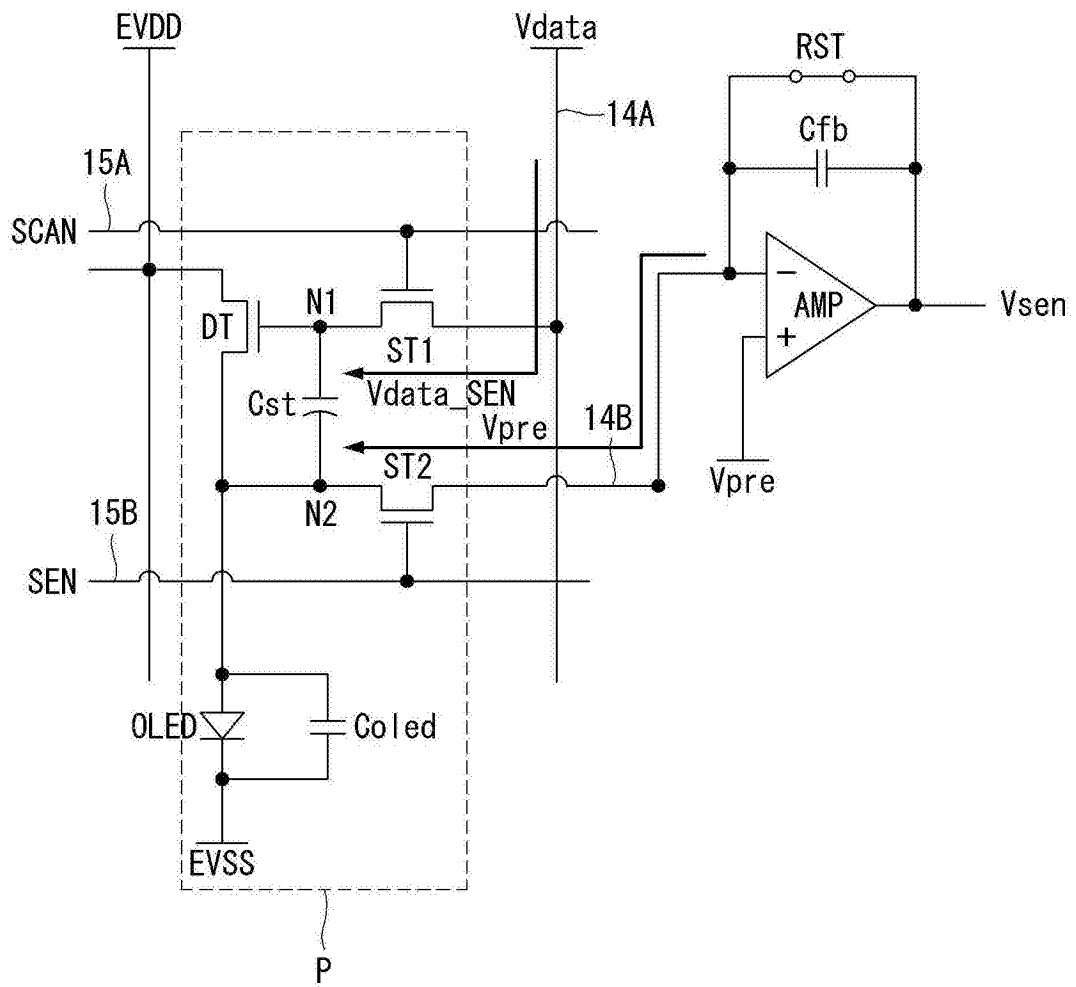 EVDD
Vdata
RST
14A
Cfb
15A
SCAN
N1
AMP
−
+
Vsen
DT
ST1
Vdata_SEN
Cst
Vpre
14B
ST2
Vpre
N2
15B
SEN
OLED
Coled
EVSS
P